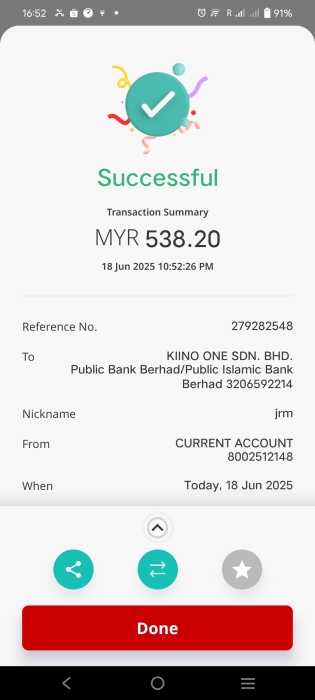 16:52
R
91%
Successful
Transaction Summary
MYR 538.20
18 Jun 2025 10:52:26 PM
Reference No. 279282548
To KIINO ONE SDN. BHD.
Public Bank Berhad/Public Islamic Bank
Berhad 3206592214
Nickname jrm
From CURRENT ACCOUNT
8002512148
When Today, 18 Jun 2025
Done